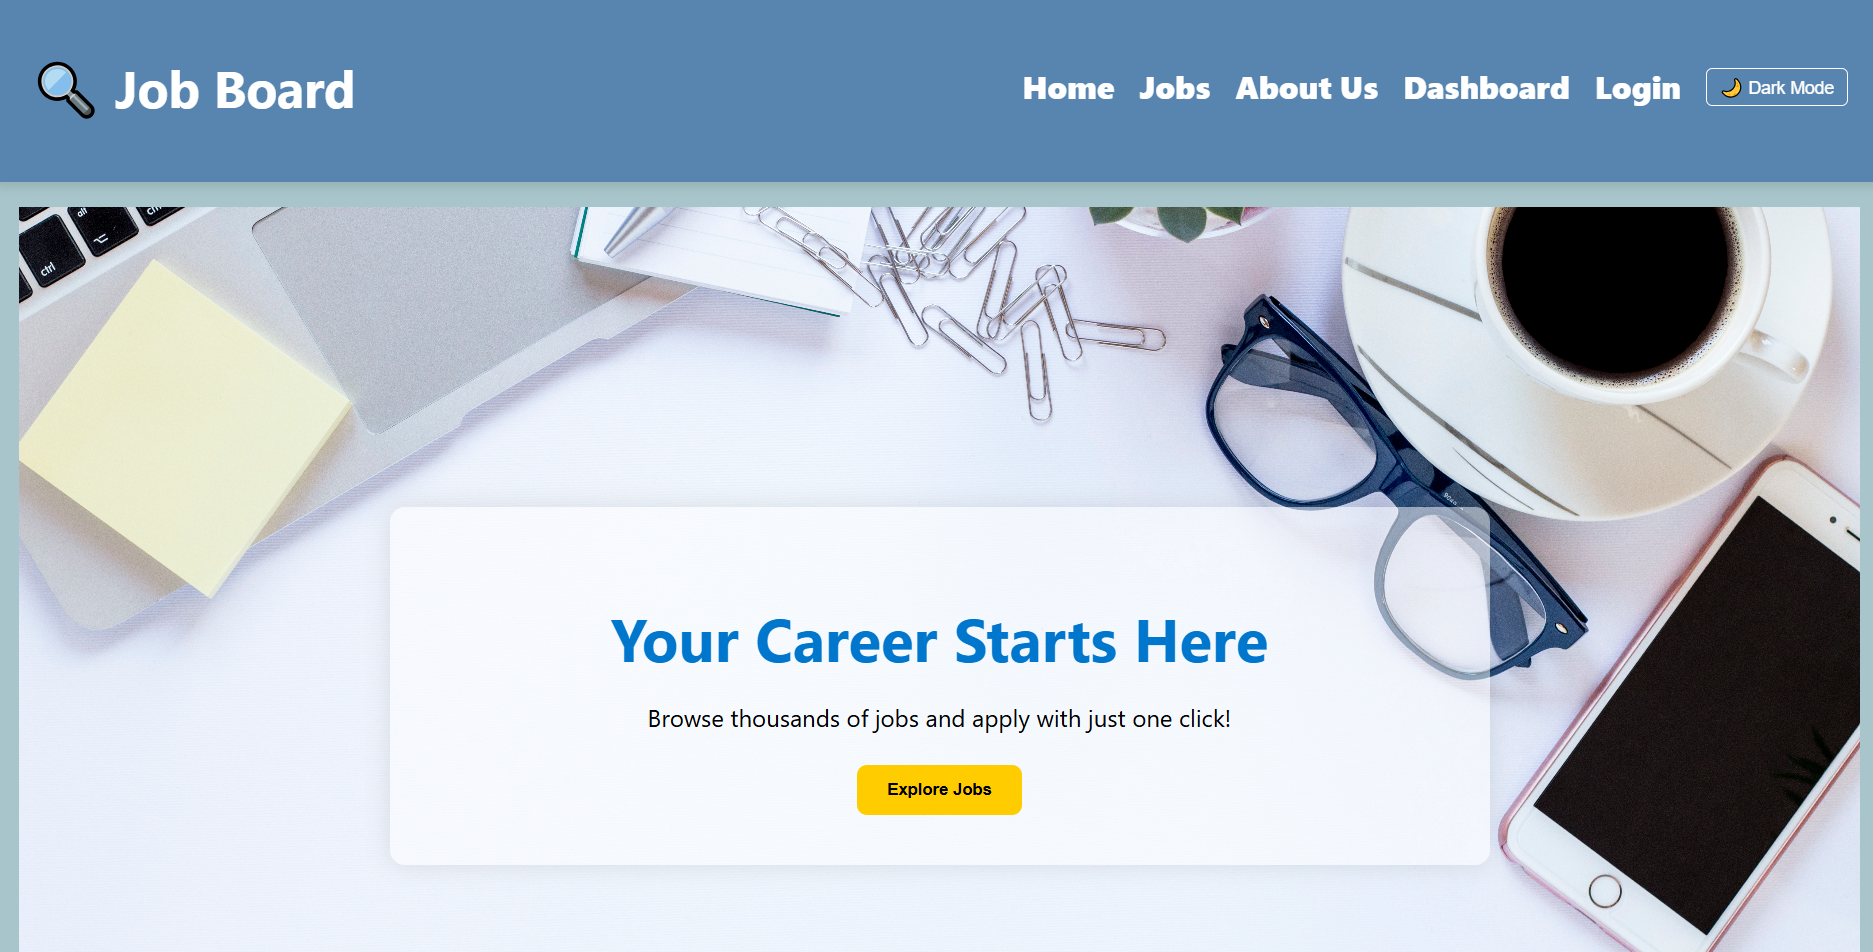 Job Board
Home Jobs About Us Dashboard Login Dark Mode
alt
ctrl
ctrl
Your Career Starts Here
Browse thousands of jobs and apply with just one click!
Explore Jobs